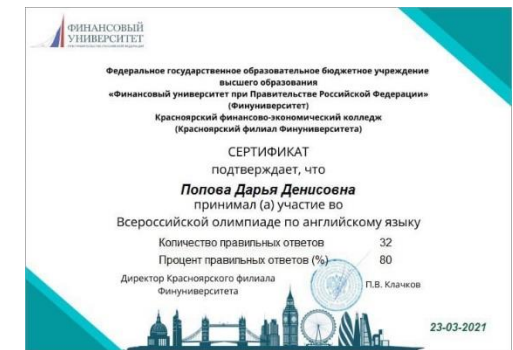 ФИНАНСОВЫЙ
УНИВЕРСИТЕТ
Федеральное государственное образовательное бюджетное учреждение
высшего образования
«Финансовый университет при Правительстве Российской Федерации»
(Финуниверситет)
Красноярский финансово-экономический колледж
(Красноярский филиал Финуниверситета)
СЕРТИФИКАТ
подтверждает, что
Попова Дарья Денисовна
принимал (а) участие во
Всероссийской олимпиаде по английскому языку
Количество правильных ответов 32
Процент правильных ответов (%) 80
Директор Красноярского филиала
Финуниверситета
П.В. Клачков
23-03-2021